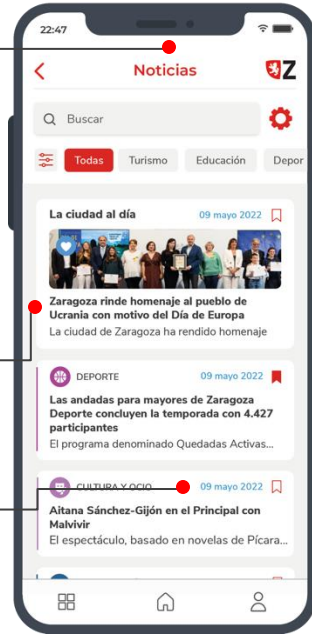 22:47
Noticias
Z
Buscar
Todas Turismo Educación Depor
La ciudad al día 09 mayo 2022
Zaragoza rinde homenaje al pueblo de
Ucrania con motivo del Día de Europa
La ciudad de Zaragoza ha rendido homenaje
DEPORTE 09 mayo 2022
Las andadas para mayores de Zaragoza
Deporte concluyen la temporada con 4.427
participantes
El programa denominado Quedadas Activas...
CULTURA Y OCIO 09 mayo 2022
Aitana Sánchez-Gijón en el Principal con
Malvivir
El espectáculo, basado en novelas de Pícara...